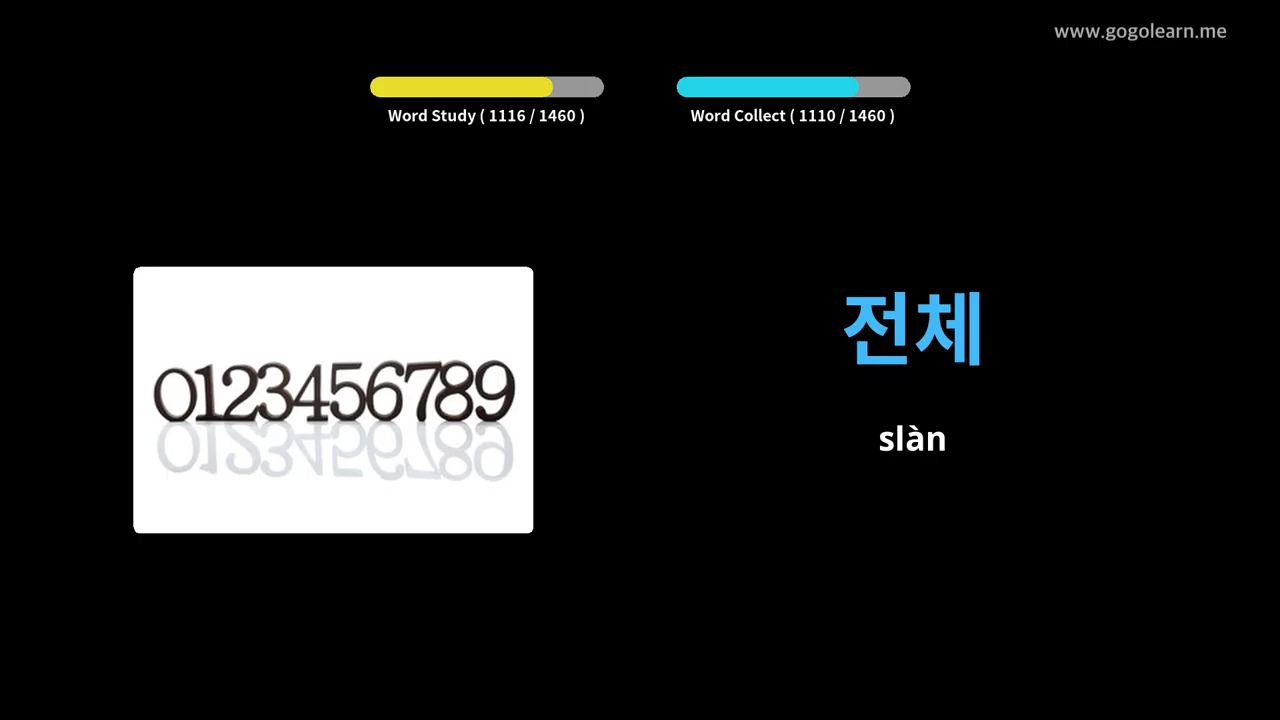 www.gogolearn.me
Word Study ( 1116 / 1460 )
Word Collect ( 1110 / 1460 )
0123456789
전체
slàn